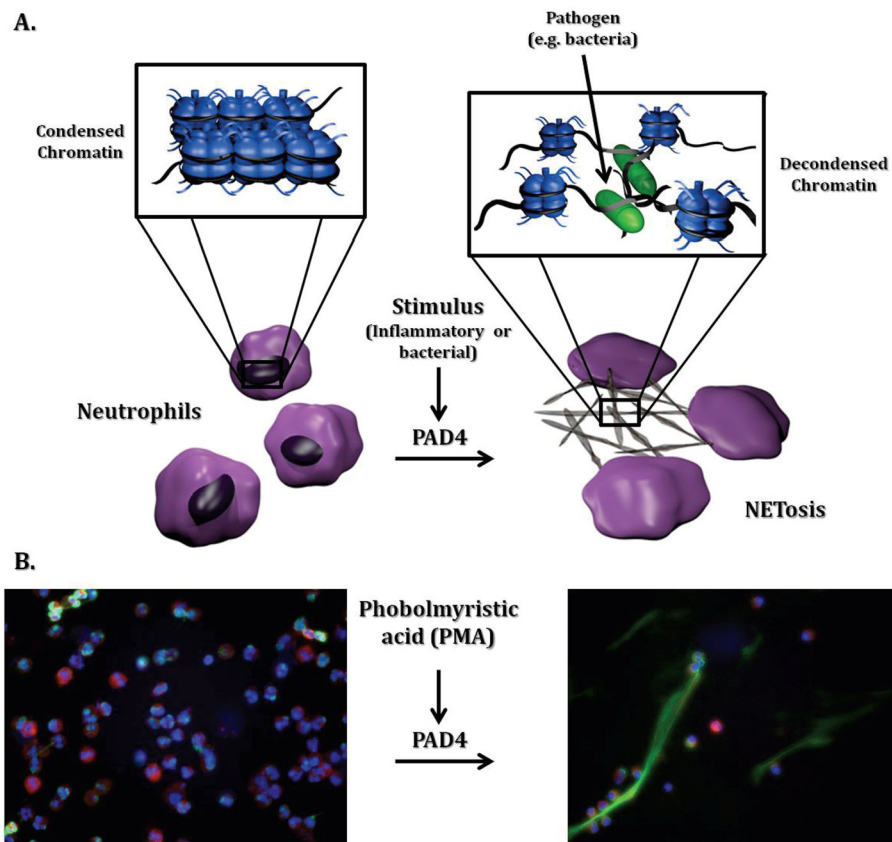 A.
Pathogen
(e.g. bacteria)
Condensed
Chromatin
Decondensed
Chromatin
Stimulus
(Inflammatory or
bacterial)
Neutrophils
PAD4
NETosis
B.
Phobolmyristic
acid (PMA)
PAD4